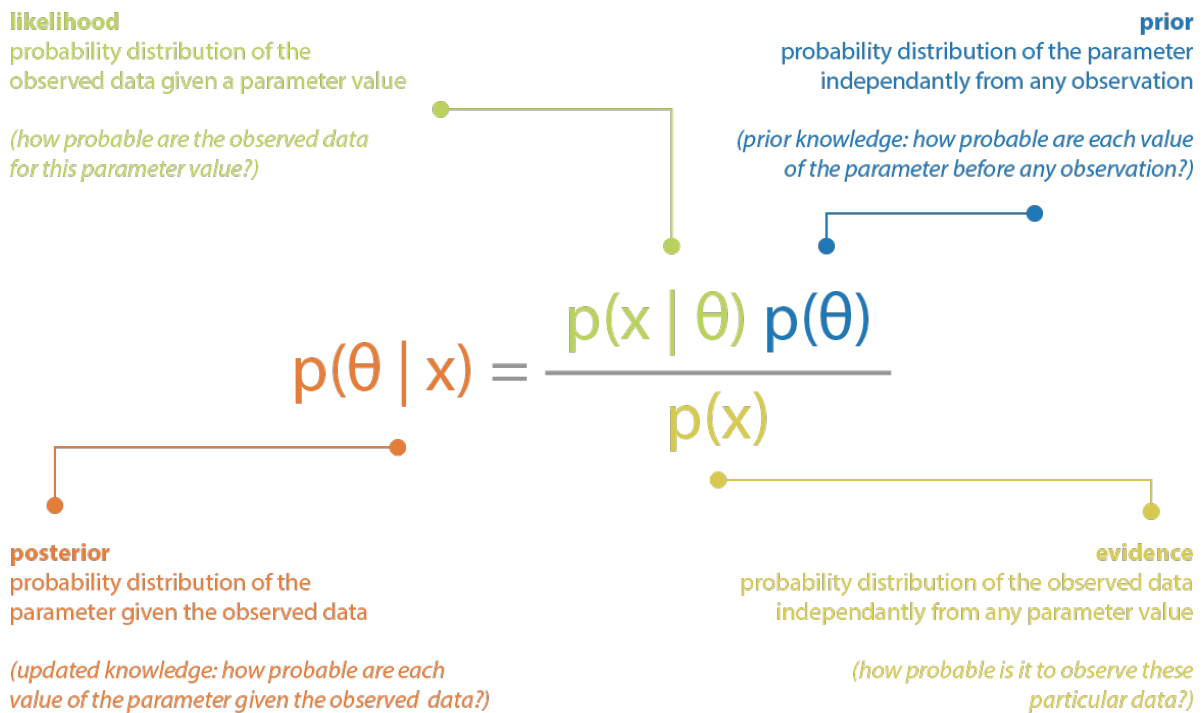 likelihood
probability distribution of the
observed data given a parameter value
(how probable are the observed data
for this parameter value?)
prior
probability distribution of the parameter
independantly from any observation
(prior knowledge: how probable are each value
of the parameter before any observation?)
p(θ | x) = p(x | θ) p(θ)
p(x)
posterior
probability distribution of the
parameter given the observed data
(updated knowledge: how probable are each
value of the parameter given the observed data?)
evidence
probability distribution of the observed data
independantly from any parameter value
(how probable is it to observe these
particular data?)